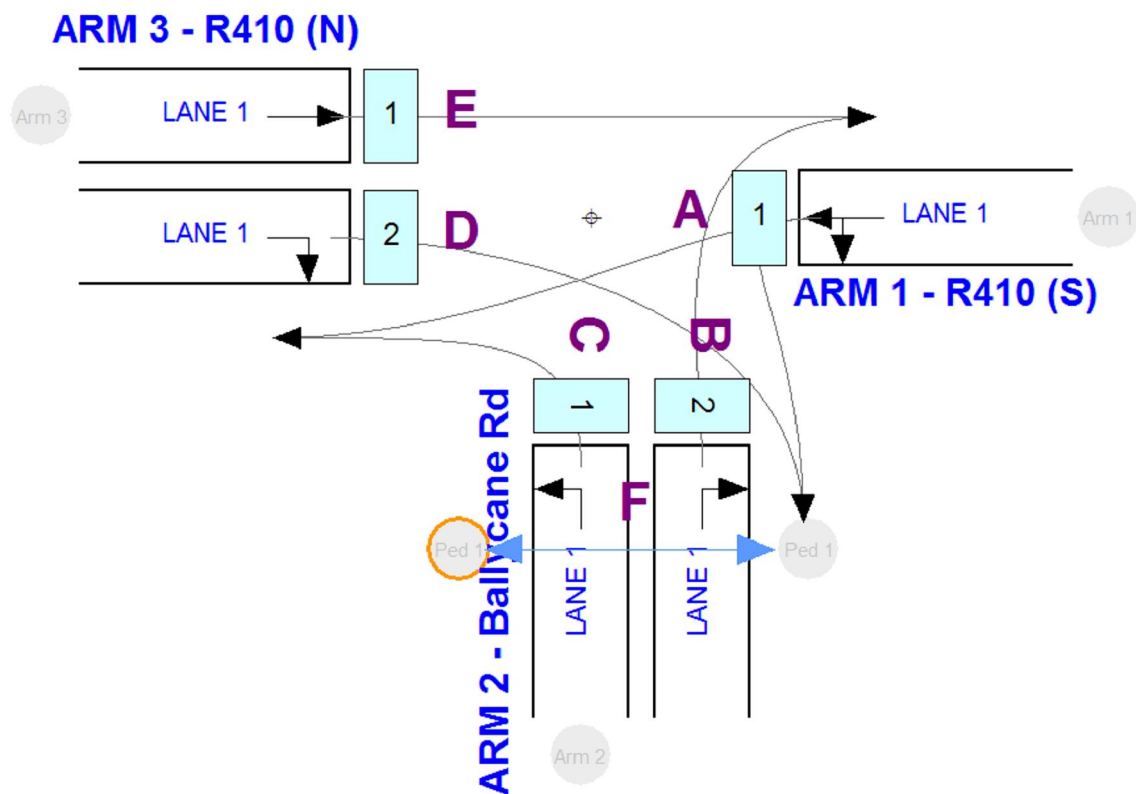 ARM 3 - R410 (N)
Arm 3
LANE 1
1
E
LANE 1
2
D
A
1
LANE 1
Arm 1
ARM 1 - R410 (S)
C
B
1
2
ARM 2 - Ballycane Rd
F
Ped 1
Ped 1
LANE 1
LANE 1
Arm 2